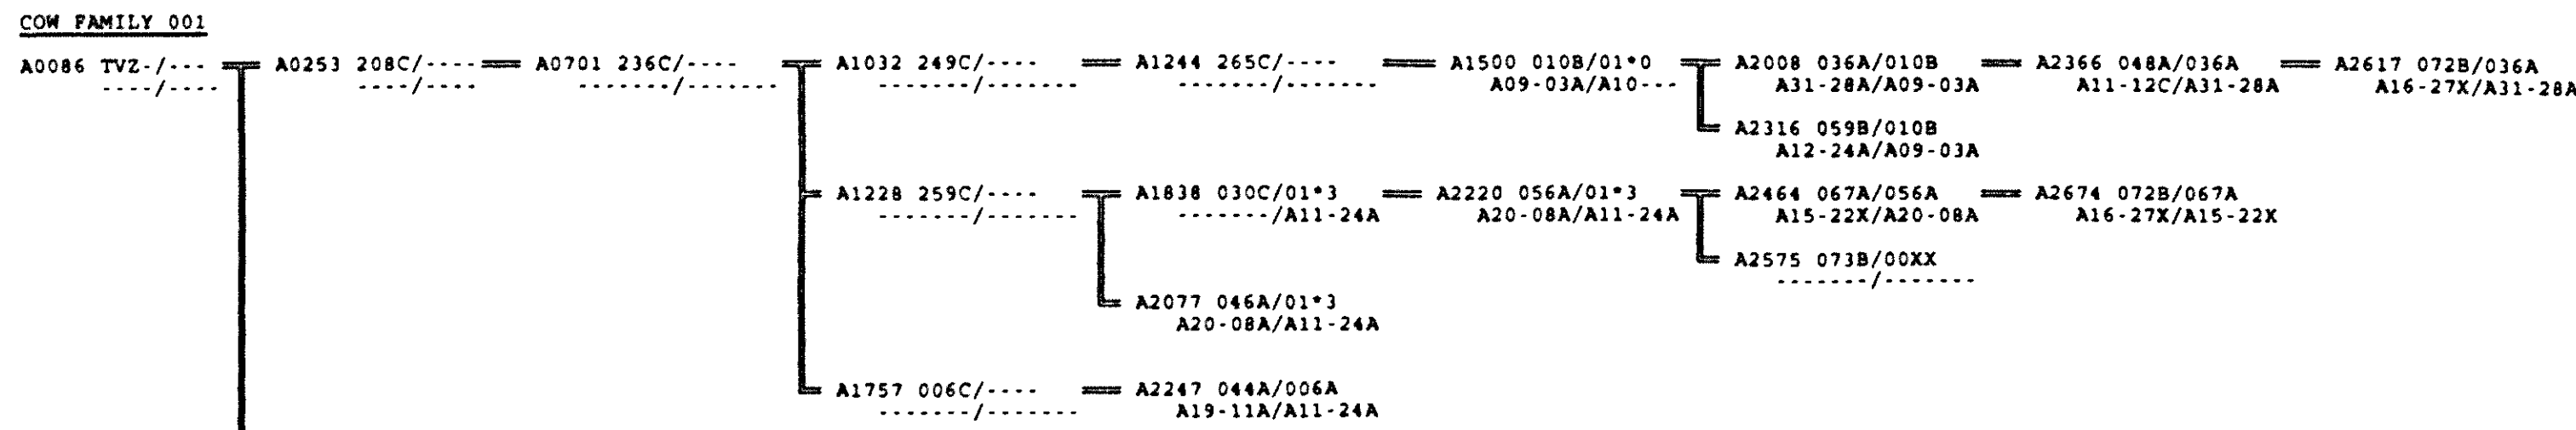 COW FAMILY 001
A0086 TVZ-/--- A0253 208C/---- A0701 236C/---- A1032 249C/---- A1244 265C/---- A1500 010B/01*0 A2008 036A/010B A2366 048A/036A A2617 072B/036A
----/---- ----/---- -------/------- -------/------- -------/------- A09-03A/A10--- A31-28A/A09-03A A11-12C/A31-28A A16-27X/A31-28A
A2316 059B/010B
A12-24A/A09-03A
A1228 259C/---- A1838 030C/01*3 A2220 056A/01*3 A2464 067A/056A A2674 072B/067A
-------/------- -------/A11-24A A20-08A/A11-24A A15-22X/A20-08A A16-27X/A15-22X
A2575 073B/00XX
-------/-------
A2077 046A/01*3
A20-08A/A11-24A
A1757 006C/---- A2247 044A/006A
-------/------- A19-11A/A11-24A